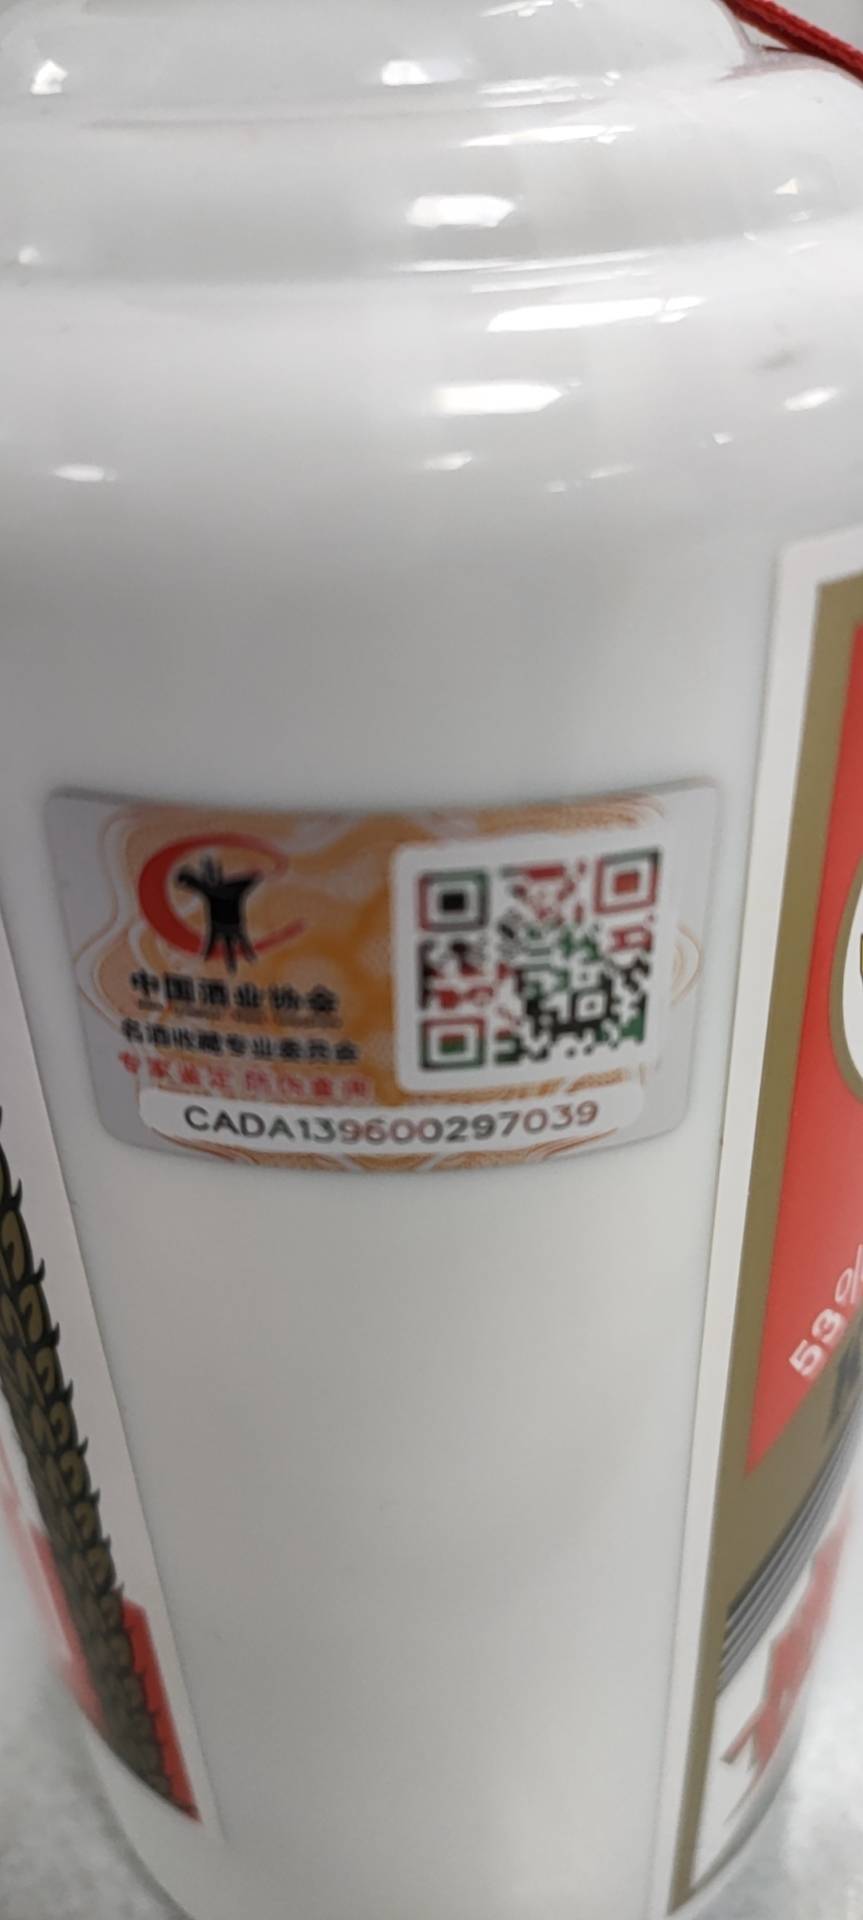 中国酒业协会
名酒收藏专业委员会
专家鉴定 防伪查询
CADA139600297039
53%